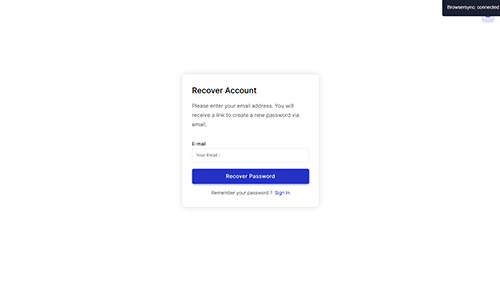 Browsersync: connected
Recover Account
Please enter your email address. You will
receive a link to create a new password via
email.
E-mail
Your Email :
Recover Password
Remember your password ? Sign in